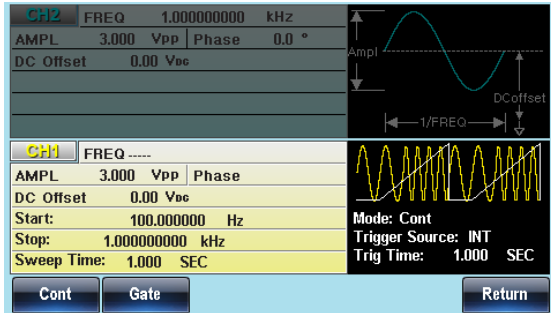 CH2 FREQ 1.000000000 kHz
AMPL 3.000 Vpp Phase 0.0 °
DC Offset 0.00 VDC
Ampl
DCoffset
1/FREQ
CH1 FREQ -----
AMPL 3.000 Vpp Phase
DC Offset 0.00 VDC
Start: 100.000000 Hz
Stop: 1.000000000 kHz
Sweep Time: 1.000 SEC
Mode: Cont
Trigger Source: INT
Trig Time: 1.000 SEC
Cont Gate Return